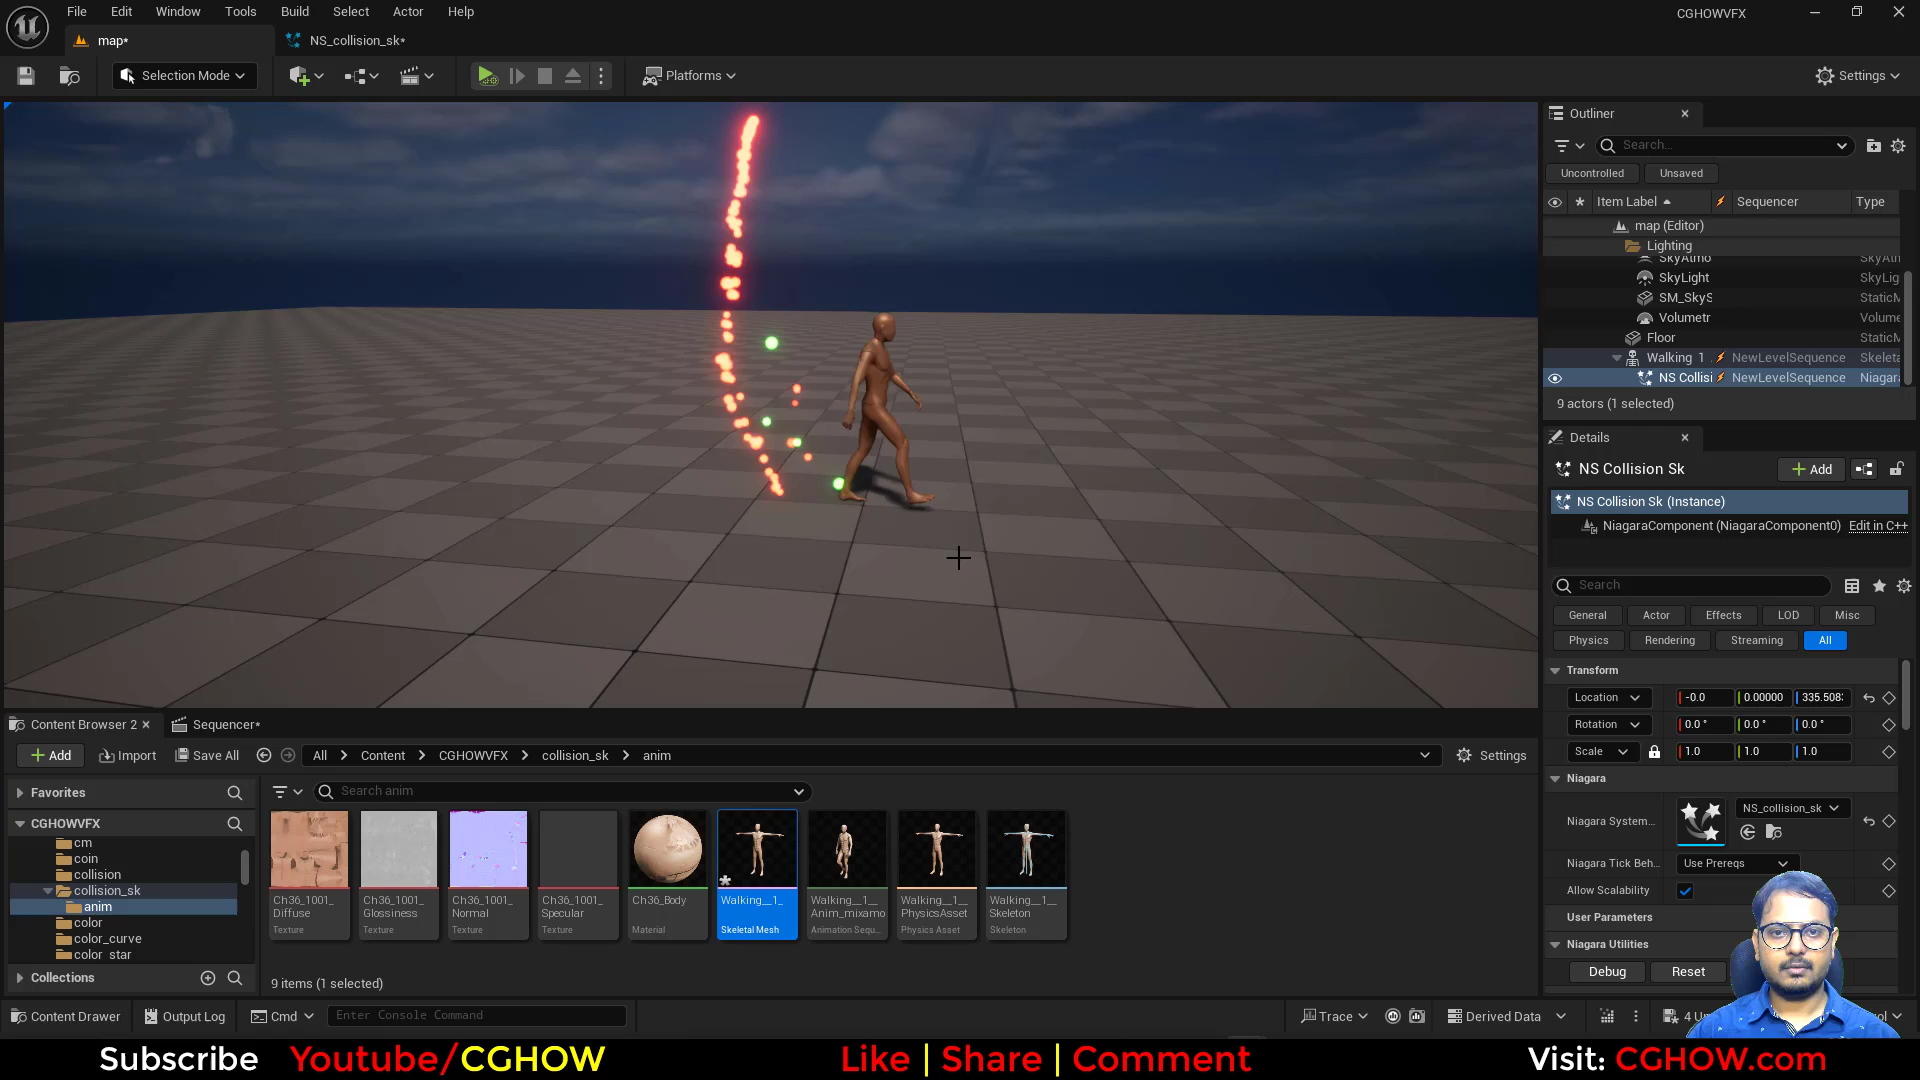 File Edit Window Tools Build Select Actor Help
CGHOWVFX
map*
NS_collision_sk*
Selection Mode
Platforms
Settings
Outliner
Search...
Uncontrolled Unsaved
Item Label Sequencer Type
map (Editor)
Lighting
SkyAtmo SkyAtm
SkyLight SkyLig
SM_SkyS StaticM
Volumetr Volume
Floor StaticM
Walking 1 NewLevelSequence Skeleta
NS Collisi NewLevelSequence Niagara
9 actors (1 selected)
Details
NS Collision Sk
Add
NS Collision Sk (Instance)
NiagaraComponent (NiagaraComponent0) Edit in C++
Search
General Actor Effects LOD Misc
Physics Rendering Streaming All
Transform
Location -0.0 0.00000 335.508
Rotation 0.0 ° 0.0 ° 0.0 °
Scale 1.0 1.0 1.0
Niagara
Niagara System... NS_collision_sk
Niagara Tick Beh... Use Prereqs
Allow Scalability
User Parameters
Niagara Utilities
Debug Reset
Content Browser 2
Sequencer*
Add Import Save All
All > Content > CGHOWVFX > collision_sk > anim
Settings
Favorites
CGHOWVFX
cm
coin
collision
collision_sk
anim
color
color_curve
color_star
Collections
Search anim
Ch36_1001_
Diffuse
Texture
Ch36_1001_
Glossiness
Texture
Ch36_1001_
Normal
Texture
Ch36_1001_
Specular
Texture
Ch36_Body
Material
Walking__1_
Skeletal Mesh
Walking__1__
Anim_mixamo
Animation Sequ...
Walking__1__
PhysicsAsset
Physics Asset
Walking__1__
Skeleton
Skeleton
9 items (1 selected)
Content Drawer
Output Log
Cmd
Enter Console Command
Trace
Derived Data
Subscribe Youtube/CGHOW
Like | Share | Comment
Visit: CGHOW.com